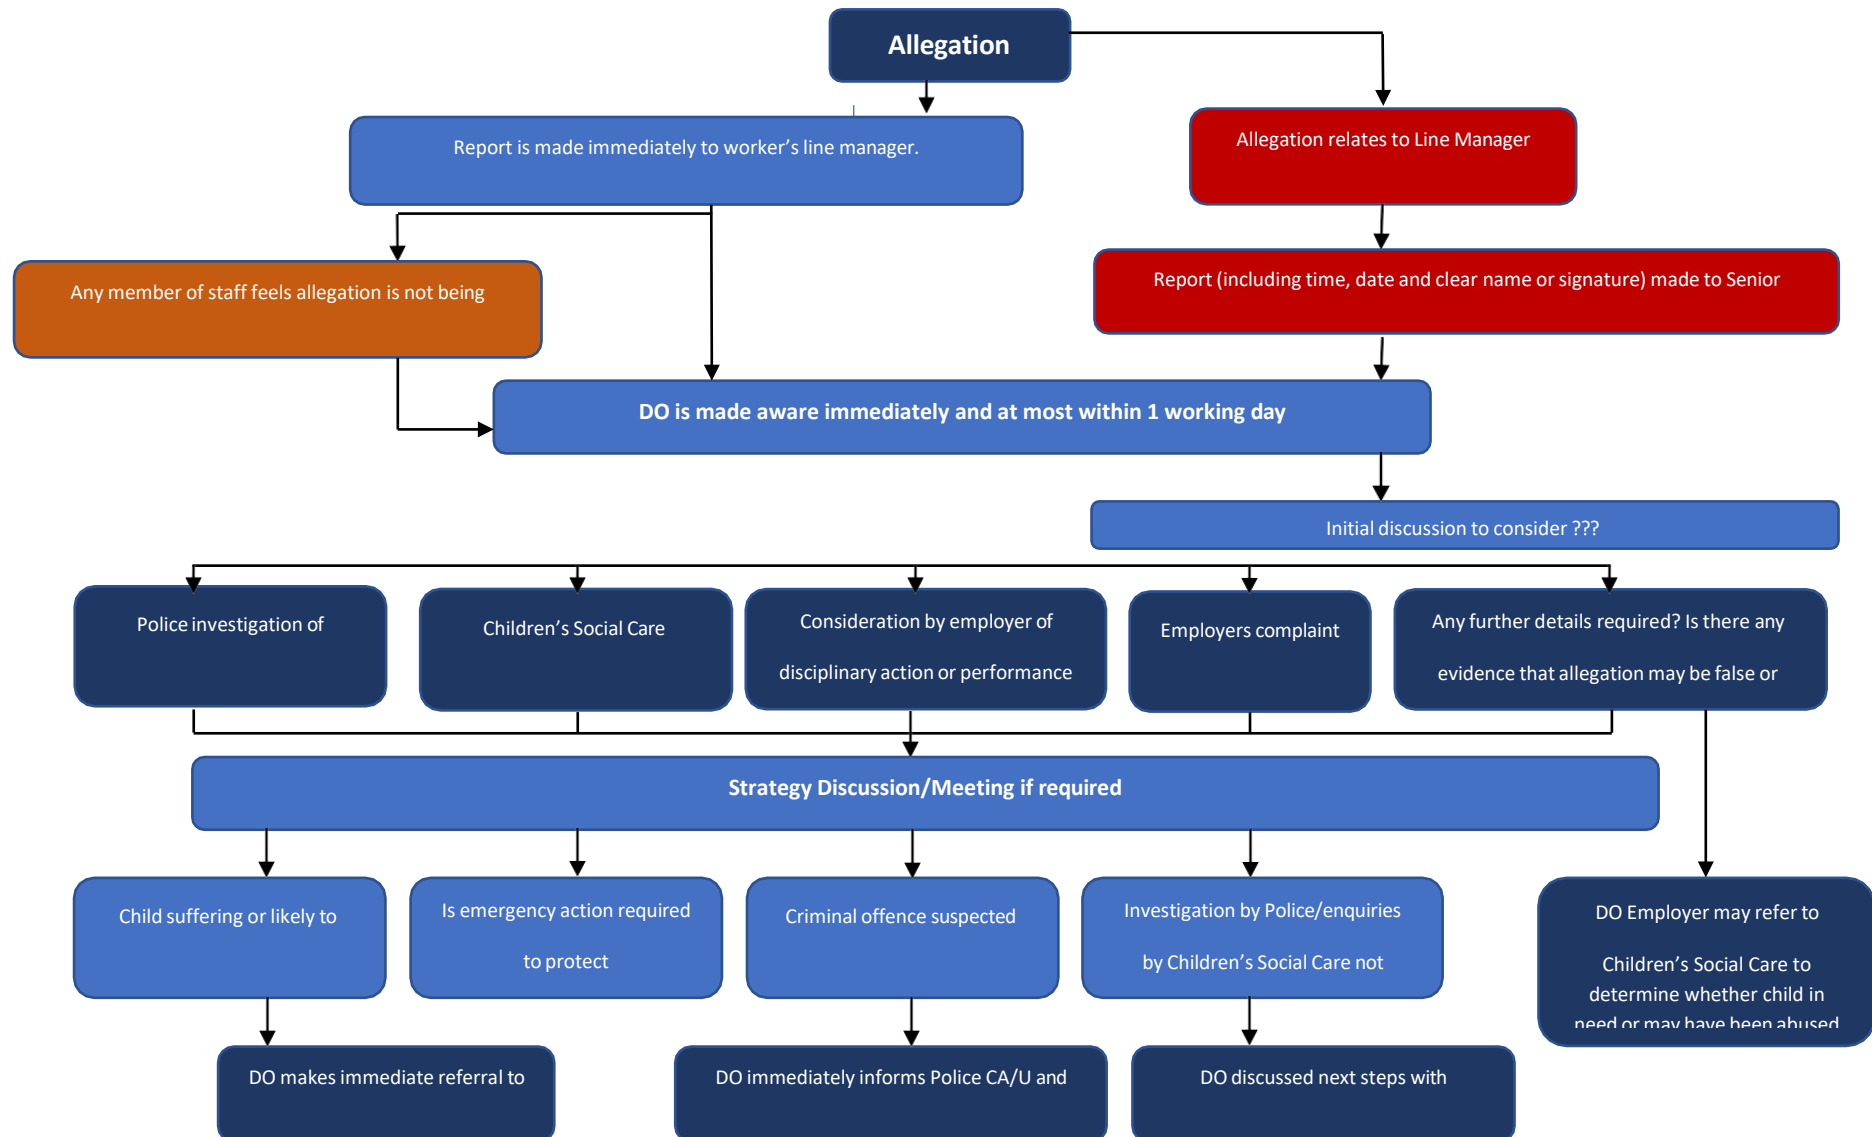 Allegation
Report is made immediately to worker’s line manager.
Allegation relates to Line Manager
Any member of staff feels allegation is not being
Report (including time, date and clear name or signature) made to Senior
DO is made aware immediately and at most within 1 working day
Initial discussion to consider ???
Police investigation of
Children’s Social Care
Consideration by employer of
disciplinary action or performance
Employers complaint
Any further details required? Is there any
evidence that allegation may be false or
Strategy Discussion/Meeting if required
Child suffering or likely to
Is emergency action required
to protect
Criminal offence suspected
Investigation by Police/enquiries
by Children’s Social Care not
DO Employer may refer to
Children’s Social Care to
determine whether child in
need or may have been abused
DO makes immediate referral to
DO immediately informs Police CA/U and
DO discussed next steps with